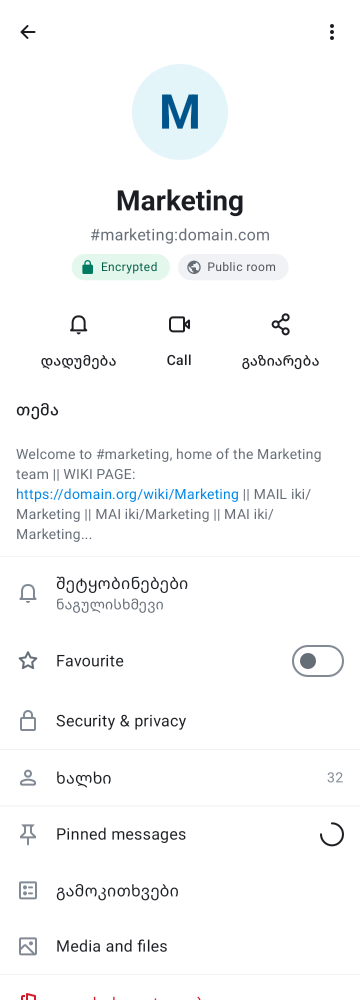 M
Marketing
#marketing:domain.com
Encrypted
Public room
დადუმება
Call
გაზიარება
თემა
Welcome to #marketing, home of the Marketing
team || WIKI PAGE:
https://domain.org/wiki/Marketing || MAIL iki/
Marketing || MAI iki/Marketing || MAI iki/
Marketing...
შეტყობინებები
ნაგულისხმევი
Favourite
Security & privacy
ხალხი
32
Pinned messages
გამოკითხვები
Media and files